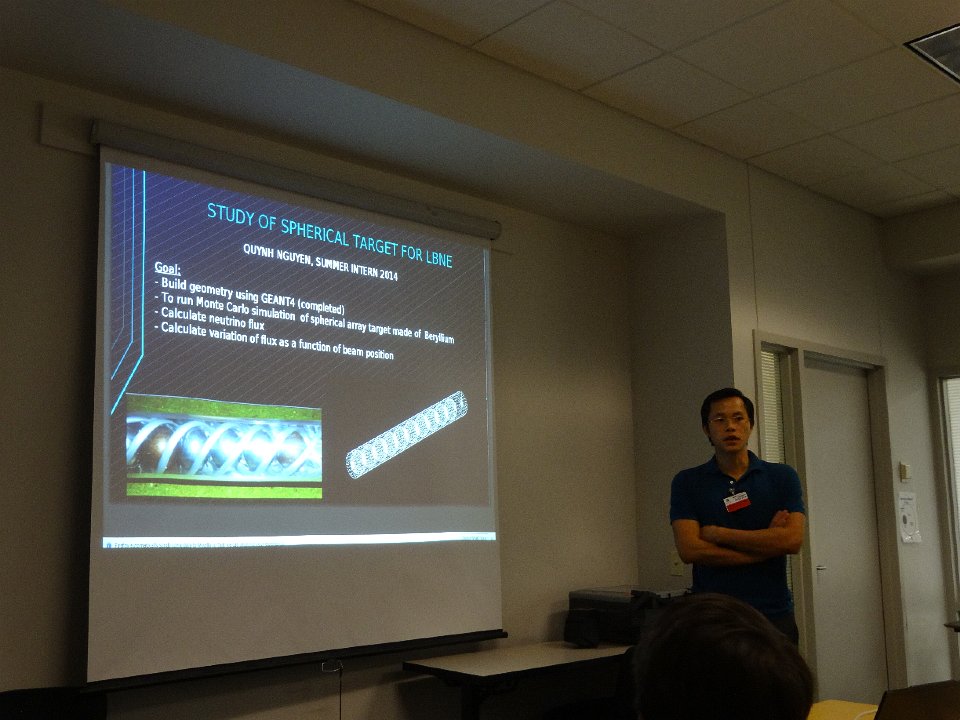 STUDY OF SPHERICAL TARGET FOR LBNE
QUYNH NGUYEN, SUMMER INTERN 2014
Goal:
- Build geometry using GEANT4 (completed)
- To run Monte Carlo simulation of spherical array target made of Beryllium
- Calculate neutrino flux
- Calculate variation of flux as a function of beam position